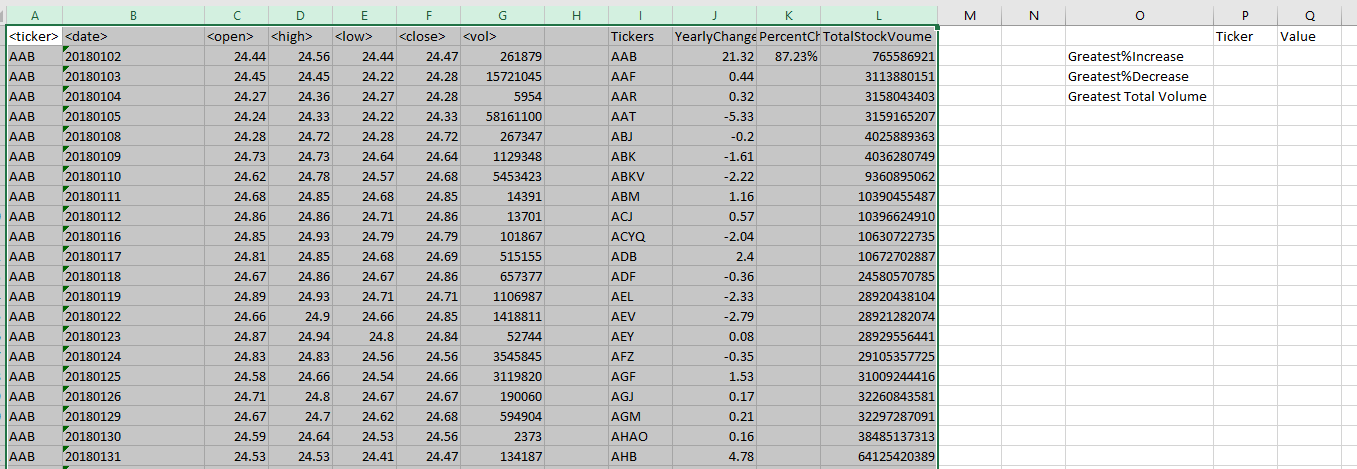 A B C D E F G H I J K L M N O P Q
<ticker> <date> <open> <high> <low> <close> <vol> Tickers YearlyChange PercentCh TotalStockVoume Ticker Value
AAB 20180102 24.44 24.56 24.44 24.47 261879 AAB 21.32 87.23% 765586921 Greatest%Increase
AAB 20180103 24.45 24.45 24.22 24.28 15721045 AAF 0.44 3113880151 Greatest%Decrease
AAB 20180104 24.27 24.36 24.27 24.28 5954 AAR 0.32 3158043403 Greatest Total Volume
AAB 20180105 24.24 24.33 24.22 24.33 58161100 AAT -5.33 3159165207
AAB 20180108 24.28 24.72 24.28 24.72 267347 ABJ -0.2 4025889363
AAB 20180109 24.73 24.73 24.64 24.64 1129348 ABK -1.61 4036280749
AAB 20180110 24.62 24.78 24.57 24.68 5453423 ABKV -2.22 9360895062
AAB 20180111 24.68 24.85 24.68 24.85 14391 ABM 1.16 10390455487
AAB 20180112 24.86 24.86 24.71 24.86 13701 ACJ 0.57 10396624910
AAB 20180116 24.85 24.93 24.79 24.79 101867 ACYQ -2.04 10630722735
AAB 20180117 24.81 24.85 24.68 24.69 515155 ADB 2.4 10672702887
AAB 20180118 24.67 24.86 24.67 24.86 657377 ADF -0.36 24580570785
AAB 20180119 24.89 24.93 24.71 24.71 1106987 AEL -2.33 28920438104
AAB 20180122 24.66 24.9 24.66 24.85 1418811 AEV -2.79 28921282074
AAB 20180123 24.87 24.94 24.8 24.84 52744 AEY 0.08 28929556441
AAB 20180124 24.83 24.83 24.56 24.56 3545845 AFZ -0.35 29105357725
AAB 20180125 24.58 24.66 24.54 24.66 3119820 AGF 1.53 31009244416
AAB 20180126 24.71 24.8 24.67 24.67 190060 AGJ 0.17 32260843581
AAB 20180129 24.67 24.7 24.62 24.68 594904 AGM 0.21 32297287091
AAB 20180130 24.59 24.64 24.53 24.56 2373 AHAO 0.16 38485137313
AAB 20180131 24.53 24.53 24.41 24.47 134187 AHB 4.78 64125420389